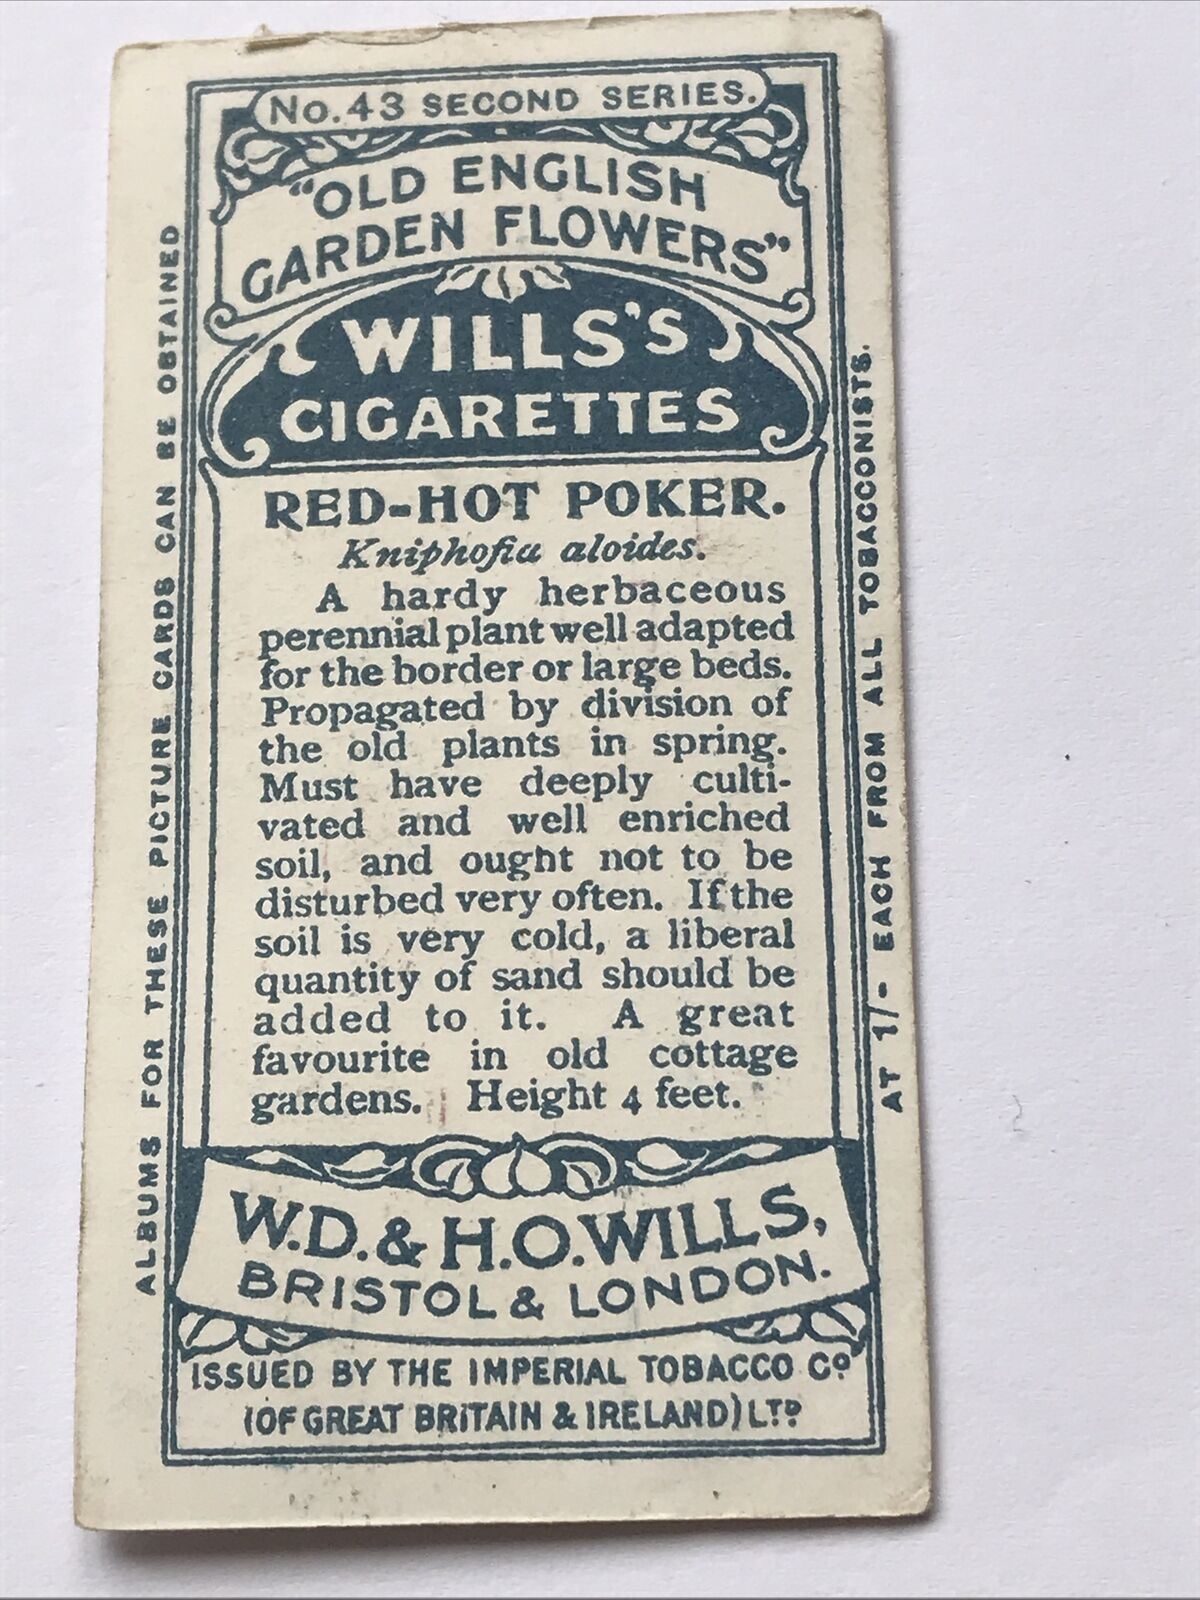 No. 43 SECOND SERIES.
"OLD ENGLISH
GARDEN FLOWERS"
WILLS'S
CIGARETTES
RED-HOT POKER.
Kniphofia aloides.
A hardy herbaceous
perennial plant well adapted
for the border or large beds.
Propagated by division of
the old plants in spring.
Must have deeply culti-
vated and well enriched
soil, and ought not to be
disturbed very often. If the
soil is very cold, a liberal
quantity of sand should be
added to it. A great
favourite in old cottage
gardens. Height 4 feet.
W.D. & H.O. WILLS,
BRISTOL & LONDON.
ISSUED BY THE IMPERIAL TOBACCO Co.
(OF GREAT BRITAIN & IRELAND) LTD.
ALBUMS FOR THESE PICTURE CARDS CAN BE OBTAINED
AT 1/- EACH FROM ALL TOBACCONISTS.